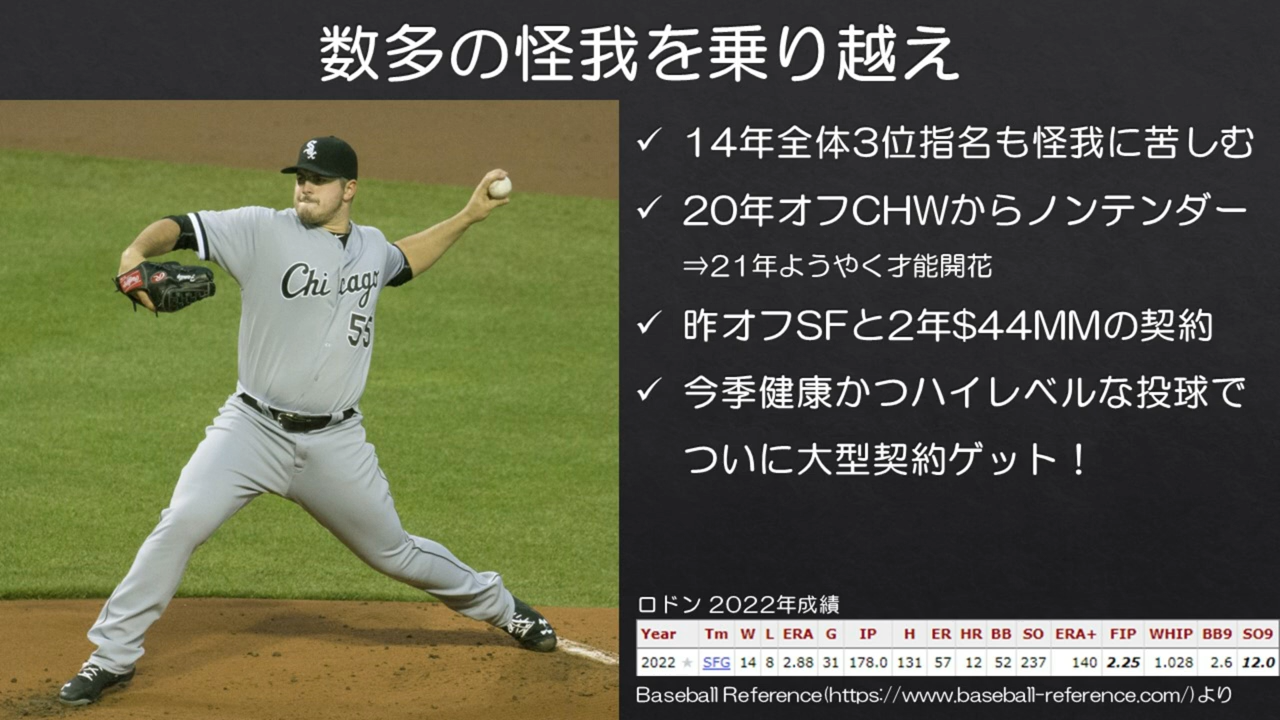 数多の怪我を乗り越え
✓ 14年全体3位指名も怪我に苦しむ
✓ 20年オフCHWからノンテンダー
⇒21年ようやく才能開花
✓ 昨オフSFと2年$44MMの契約
✓ 今季健康かつハイレベルな投球で
ついに大型契約ゲット!
Chicago
55
ロドン 2022年成績
Year Tm W L ERA G IP H ER HR BB SO ERA+ FIP WHIP BB9 SO9
2022 ★ SFG 14 8 2.88 31 178.0 131 57 12 52 237 140 2.25 1.028 2.6 12.0
Baseball Reference(https://www.baseball-reference.com/)より